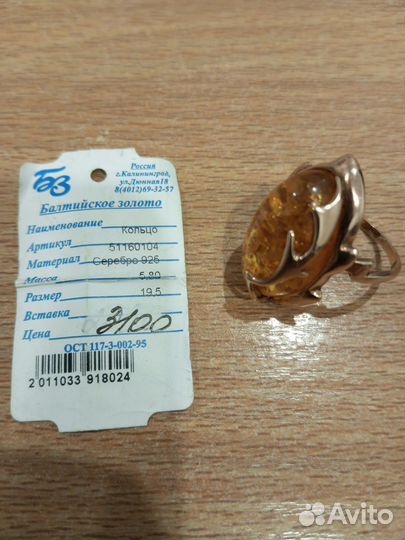 БЗ
Россия
г.Калининград,
ул.Дюнная18
8(4012)69-32-57
Балтийское золото
Наименование Кольцо
Артикул 51160104
Материал Серебро 925
Масса 5.80
Размер 19,5
Вставка
Цена 3100
ОСТ 117-3-002-95
2 011033 918024
Avito